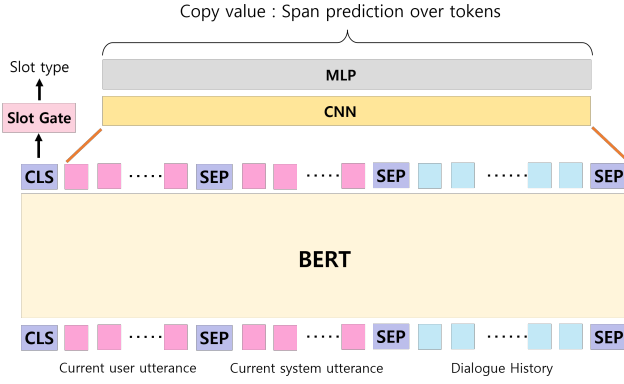 Copy value : Span prediction over tokens
Slot type
MLP
Slot Gate
CNN
CLS ····· SEP ······ SEP ······ SEP
BERT
CLS ····· SEP ······ SEP ······ SEP
Current user utterance Current system utterance Dialogue History